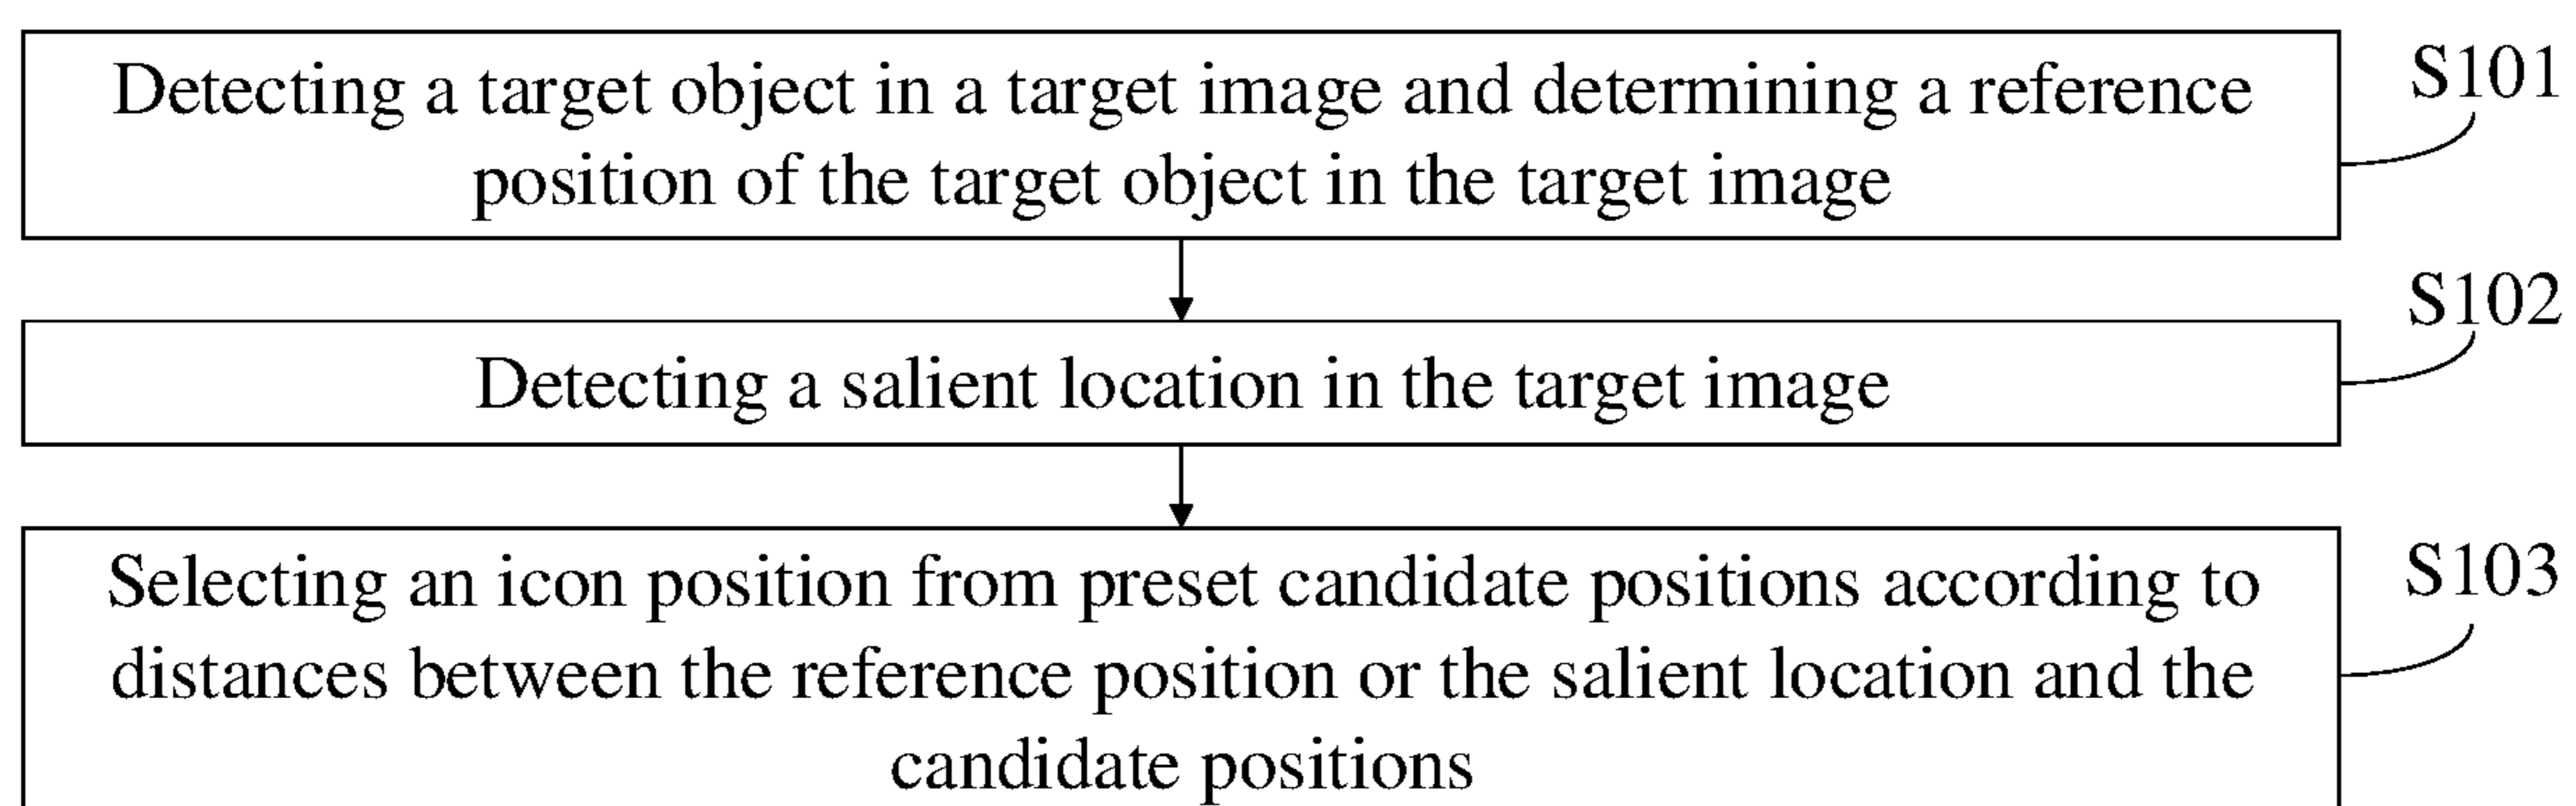 Detecting a target object in a target image and determining a reference
position of the target object in the target image
S101
Detecting a salient location in the target image
S102
Selecting an icon position from preset candidate positions according to
distances between the reference position or the salient location and the
candidate positions
S103